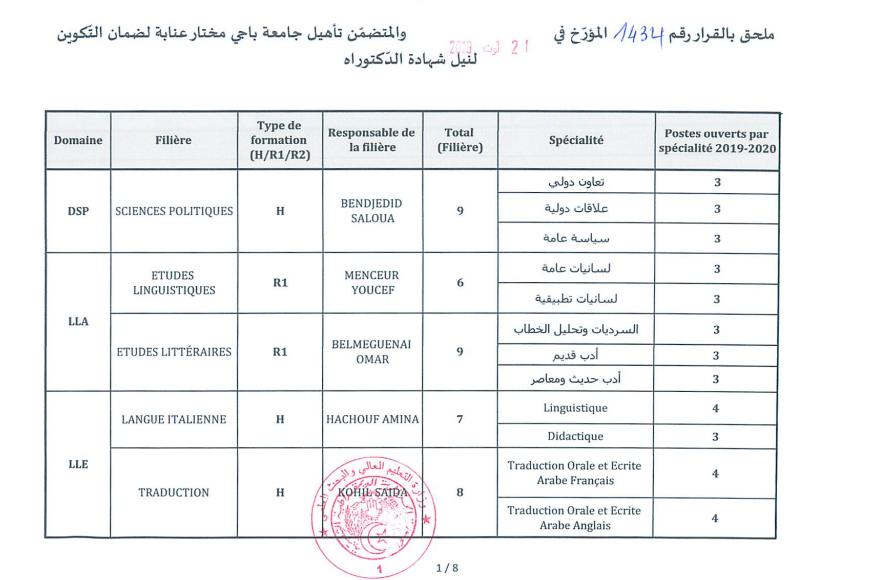 ملحق بالقرار رقم 1434 المؤرّخ في 21 أوت 2019 والمتضمّن تأهيل جامعة باجي مختار عنابة لضمان التّكوين
لنيل شهادة الدّكتوراه
Domaine
Filière
Type de
formation
(H/R1/R2)
Responsable de
la filière
Total
(Filière)
Spécialité
Postes ouverts par
spécialité 2019-2020
DSP
SCIENCES POLITIQUES
H
BENDJEDID
SALOUA
9
تعاون دولي
3
علاقات دولية
3
سياسة عامة
3
LLA
ETUDES
LINGUISTIQUES
R1
MENCEUR
YOUCEF
6
لسانيات عامة
3
لسانيات تطبيقية
3
ETUDES LITTÉRAIRES
R1
BELMEGUENAI
OMAR
9
السرديات وتحليل الخطاب
3
أدب قديم
3
أدب حديث ومعاصر
3
LLE
LANGUE ITALIENNE
H
HACHOUF AMINA
7
Linguistique
4
Didactique
3
TRADUCTION
H
KOHIL SAIDA
8
Traduction Orale et Ecrite
Arabe Français
4
Traduction Orale et Ecrite
Arabe Anglais
4
وزارة التعليم العالي والبحث العلمي
1
1 / 8